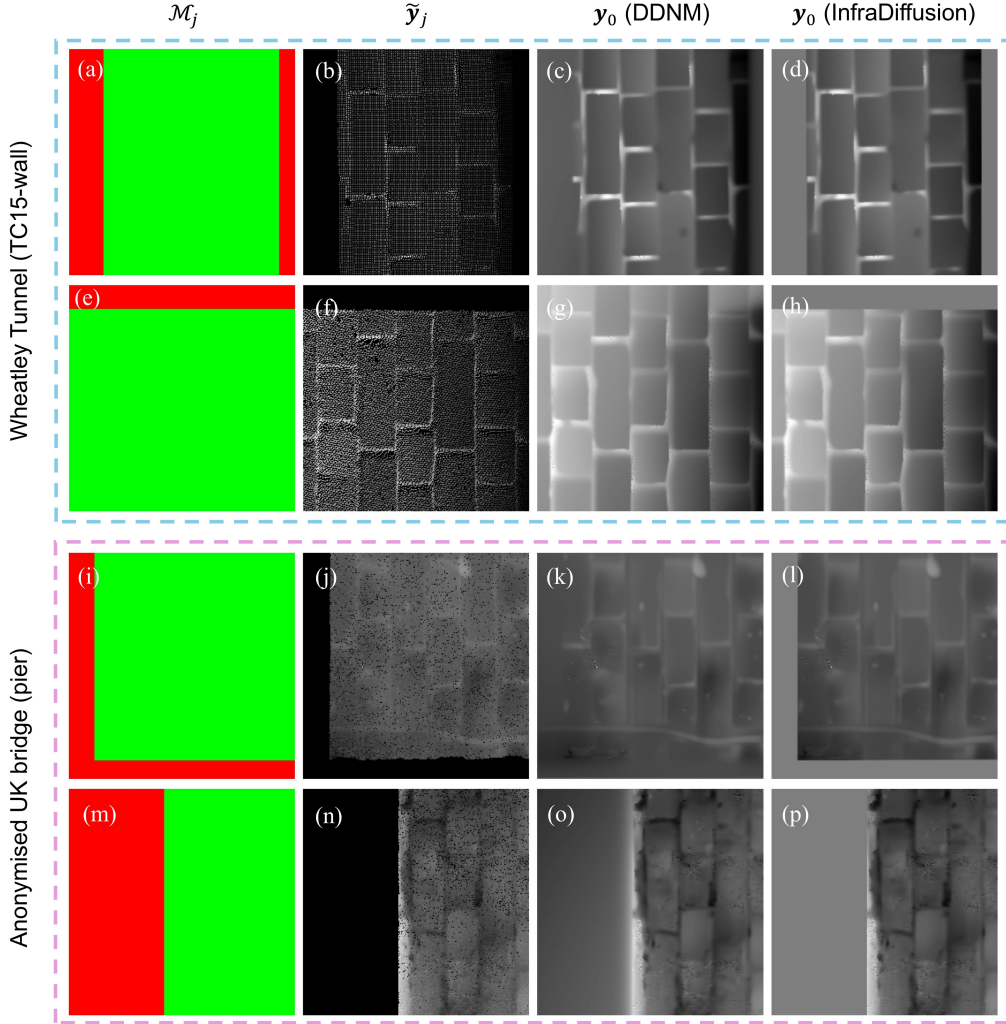 𝓜ⱼ ỹⱼ y₀ (DDNM) y₀ (InfraDiffusion)
Wheatley Tunnel (TC15-wall)
(a) (b) (c) (d)
(e) (f) (g) (h)
Anonymised UK bridge (pier)
(i) (j) (k) (l)
(m) (n) (o) (p)